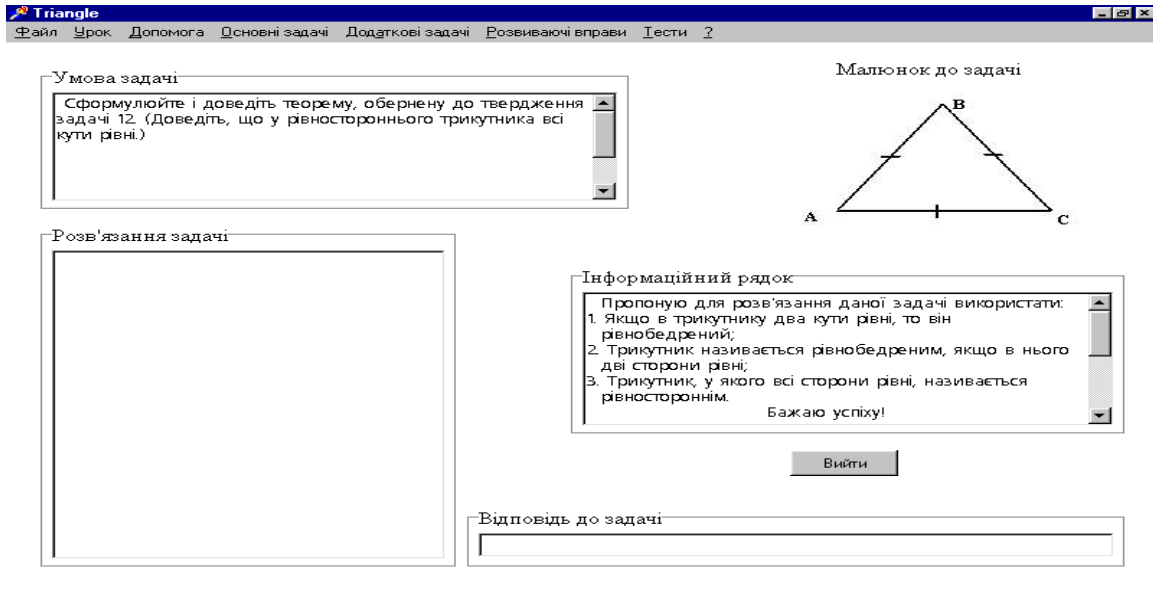 Triangle
Файл Урок Допомога Основні задачі Додаткові задачі Розвиваючі вправи Тести ?
Умова задачі
Сформулюйте і доведіть теорему, обернену до твердження
задачі 12. (Доведіть, що у рівностороннього трикутника всі
кути рівні.)
Малюнок до задачі
B
A
C
Розв'язання задачі
Інформаційний рядок
Пропоную для розв'язання даної задачі використати:
1. Якщо в трикутнику два кути рівні, то він
рівнобедрений;
2. Трикутник називається рівнобедреним, якщо в нього
дві сторони рівні;
3. Трикутник, у якого всі сторони рівні, називається
рівностороннім.
Бажаю успіху!
Вийти
Відповідь до задачі